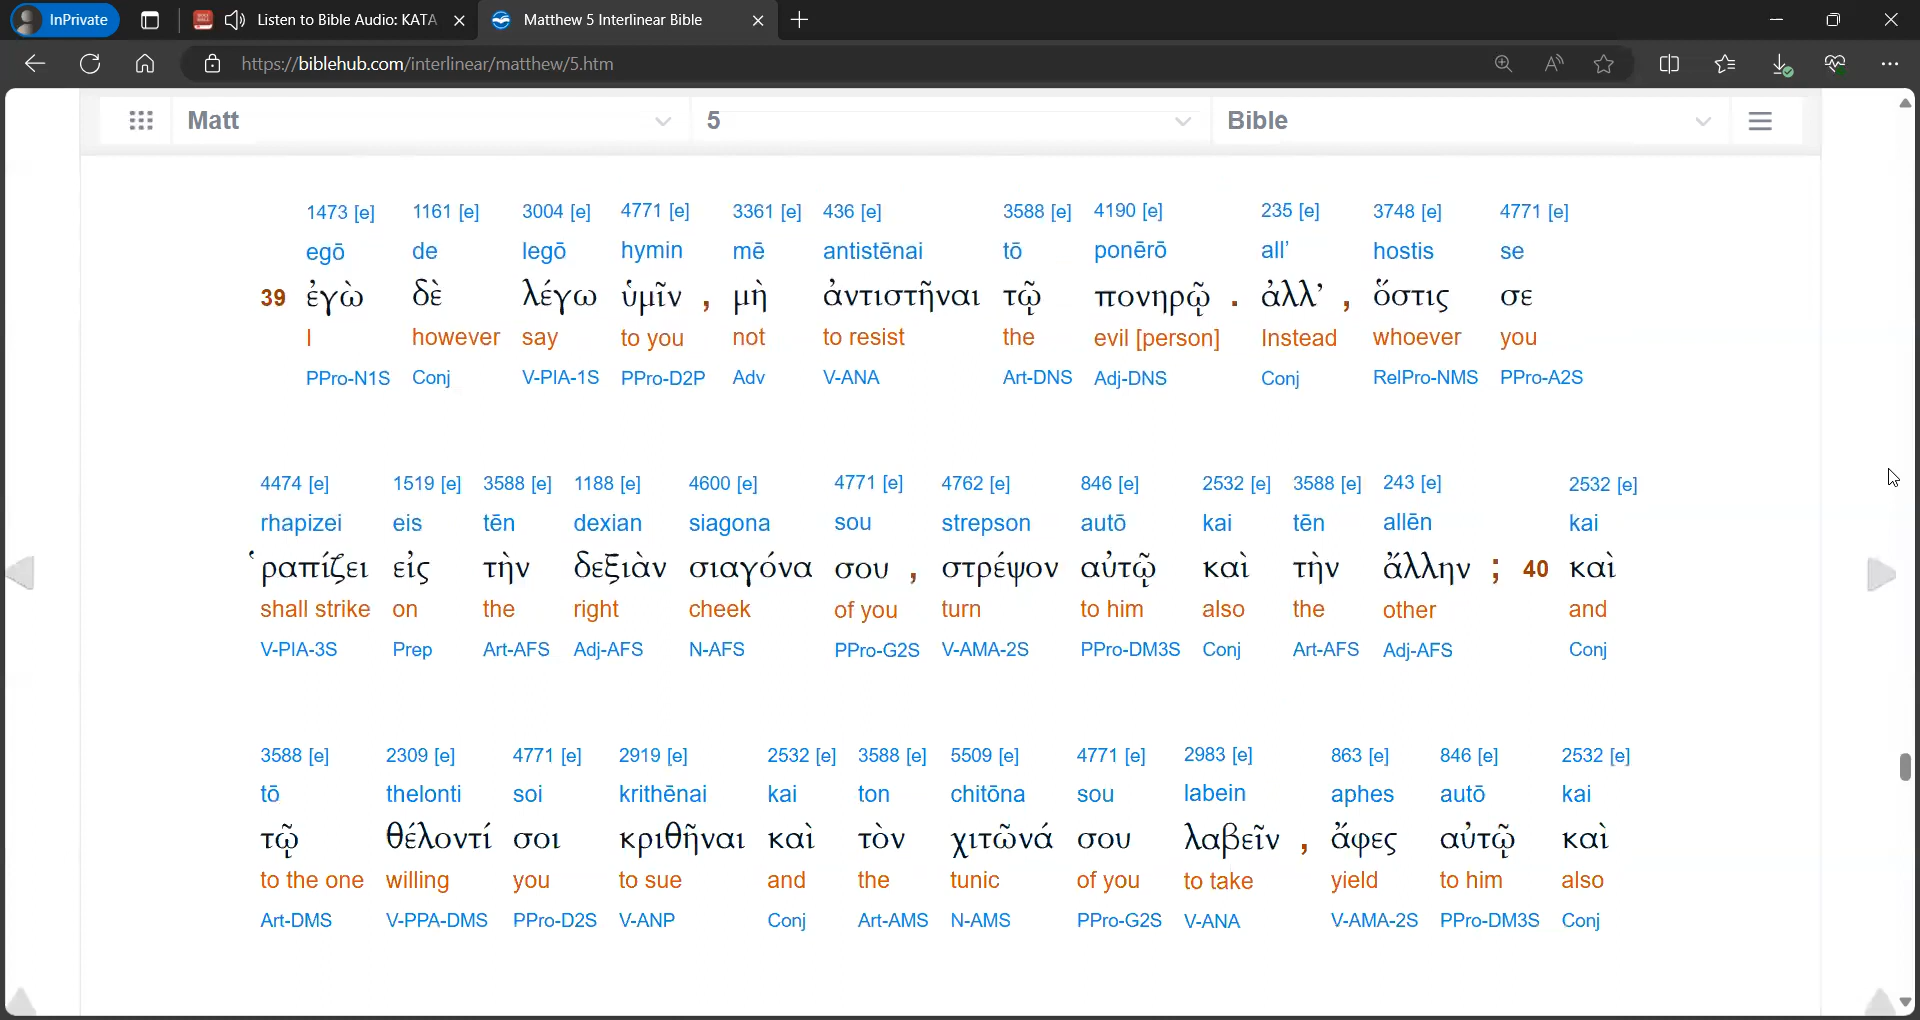 InPrivate Listen to Bible Audio: KATA Matthew 5 Interlinear Bible
https://biblehub.com/interlinear/matthew/5.htm
Matt 5 Bible
1473 [e] 1161 [e] 3004 [e] 4771 [e] 3361 [e] 436 [e] 3588 [e] 4190 [e] 235 [e] 3748 [e] 4771 [e]
egō de legō hymin mē antistēnai tō ponērō all’ hostis se
39 ἐγὼ δὲ λέγω ὑμῖν , μὴ ἀντιστῆναι τῷ πονηρῷ . ἀλλ’ , ὅστις σε
I however say to you not to resist the evil [person] Instead whoever you
PPro-N1S Conj V-PIA-1S PPro-D2P Adv V-ANA Art-DNS Adj-DNS Conj RelPro-NMS PPro-A2S
4474 [e] 1519 [e] 3588 [e] 1188 [e] 4600 [e] 4771 [e] 4762 [e] 846 [e] 2532 [e] 3588 [e] 243 [e] 2532 [e]
rhapizei eis tēn dexian siagona sou strepson autō kai tēn allēn kai
ῥαπίζει εἰς τὴν δεξιὰν σιαγόνα σου , στρέψον αὐτῷ καὶ τὴν ἄλλην ; 40 καὶ
shall strike on the right cheek of you turn to him also the other and
V-PIA-3S Prep Art-AFS Adj-AFS N-AFS PPro-G2S V-AMA-2S PPro-DM3S Conj Art-AFS Adj-AFS Conj
3588 [e] 2309 [e] 4771 [e] 2919 [e] 2532 [e] 3588 [e] 5509 [e] 4771 [e] 2983 [e] 863 [e] 846 [e] 2532 [e]
tō thelonti soi krithēnai kai ton chitōna sou labein aphes autō kai
τῷ θέλοντί σοι κριθῆναι καὶ τὸν χιτῶνά σου λαβεῖν , ἄφες αὐτῷ καὶ
to the one willing you to sue and the tunic of you to take yield to him also
Art-DMS V-PPA-DMS PPro-D2S V-ANP Conj Art-AMS N-AMS PPro-G2S V-ANA V-AMA-2S PPro-DM3S Conj